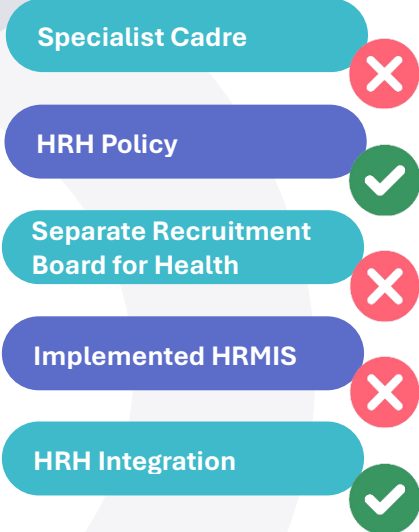 Specialist Cadre
HRH Policy
Separate Recruitment
Board for Health
Implemented HRMIS
HRH Integration